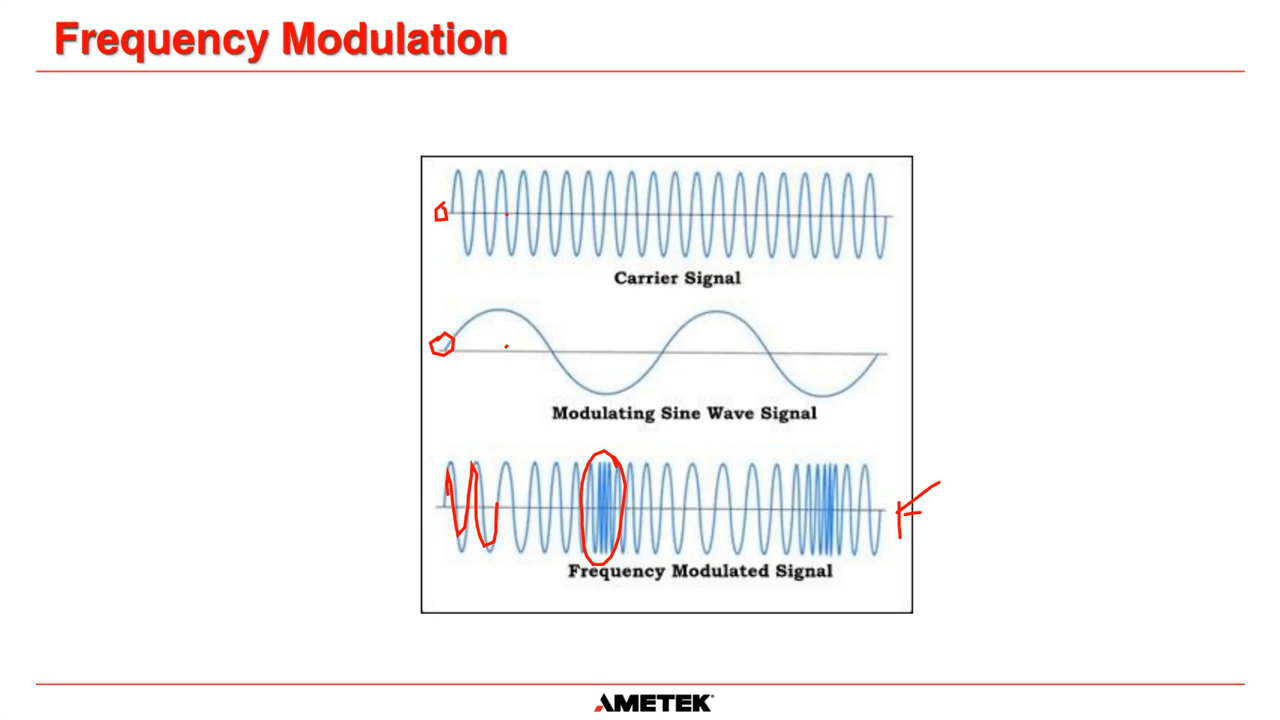 Frequency Modulation
Carrier Signal
Modulating Sine Wave Signal
Frequency Modulated Signal
AMETEK